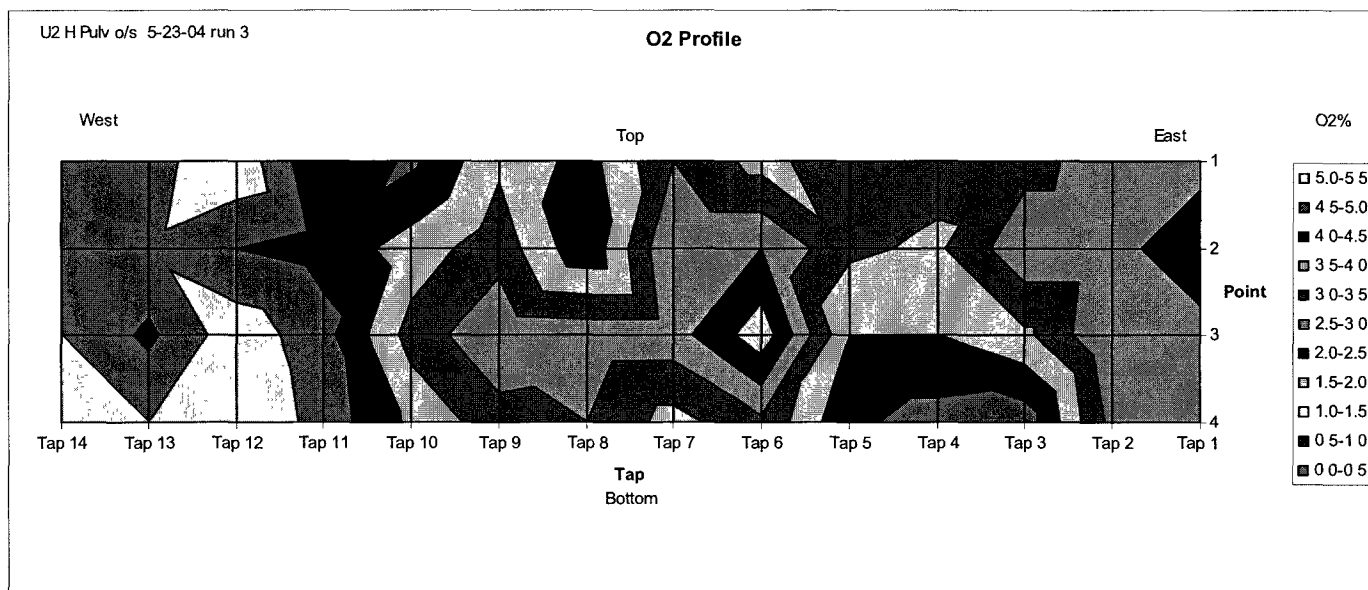 U2 H Pulv o/s 5-23-04 run 3
O2 Profile
West
Top
East
O2%
1
2
Point
3
4
5.0-5 5
4 5-5.0
4 0-4.5
3 5-4 0
3 0-3 5
2.5-3 0
2.0-2.5
1.5-2.0
1.0-1.5
0 5-1 0
0 0-0 5
Tap 14 Tap 13 Tap 12 Tap 11 Tap 10 Tap 9 Tap 8 Tap 7 Tap 6 Tap 5 Tap 4 Tap 3 Tap 2 Tap 1
Tap
Bottom